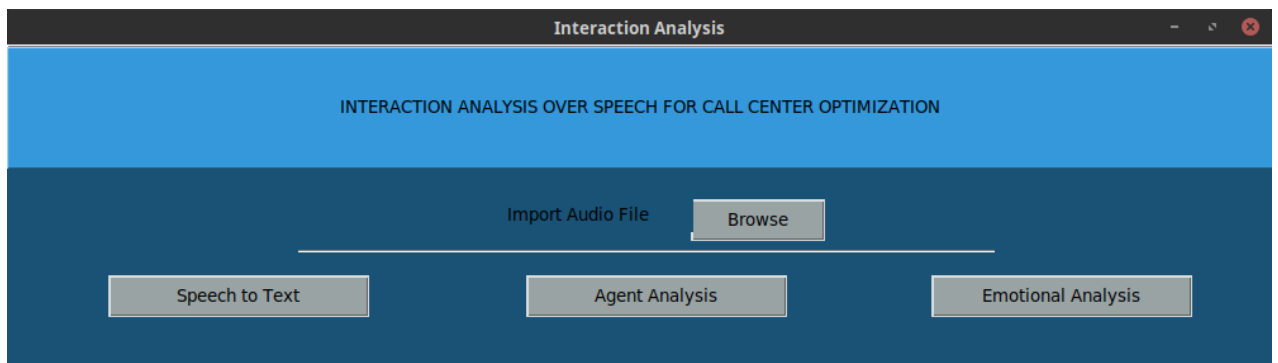 Interaction Analysis
INTERACTION ANALYSIS OVER SPEECH FOR CALL CENTER OPTIMIZATION
Import Audio File Browse
Speech to Text Agent Analysis Emotional Analysis